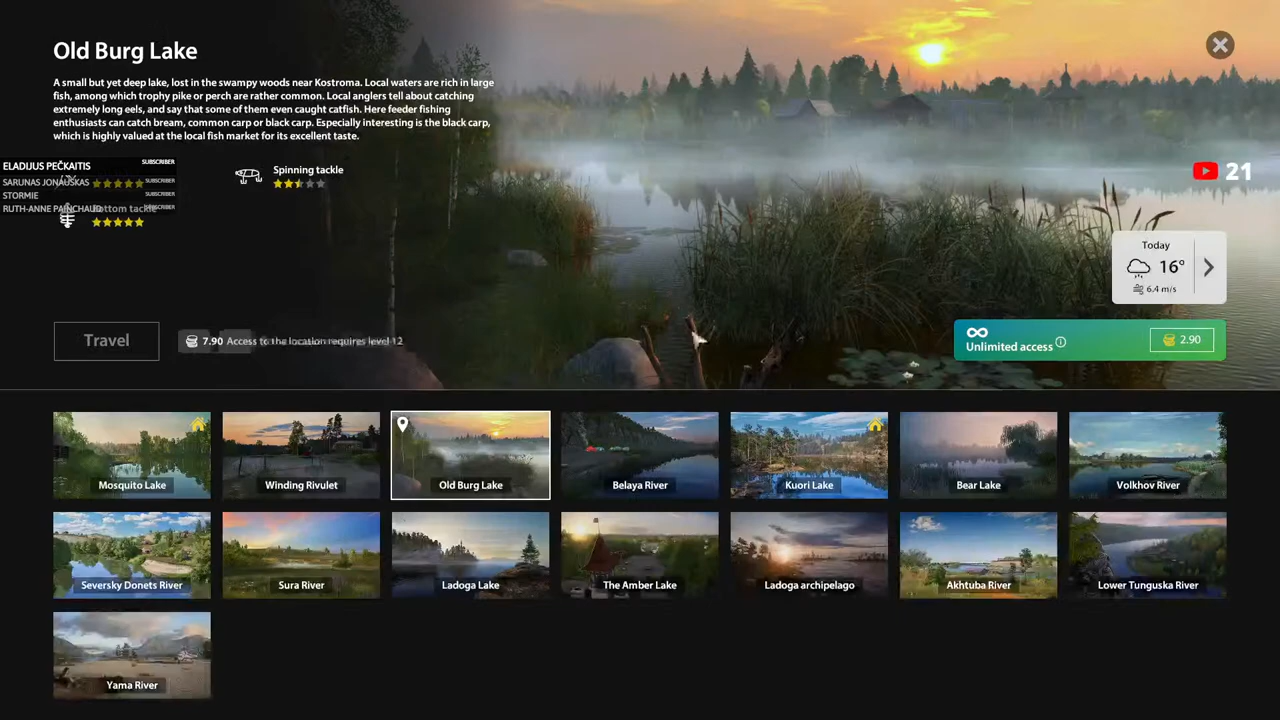 Old Burg Lake
A small but yet deep lake, lost in the swampy woods near Kostroma. Local waters are rich in large
fish, among which trophy pike or perch are rather common. Local anglers tell about catching
extremely long eels, and say that some of them even caught catfish. Here feeder fishing
enthusiasts can catch bream, common carp or black carp. Especially interesting is the black carp,
which is highly valued at the local fish market for its excellent taste.
ELADIJUS PEČKAITIS SUBSCRIBER
SARUNAS JONAUSKAS SUBSCRIBER
STORMIE SUBSCRIBER
RUTH-ANNE PAINCHAUD SUBSCRIBER
Bottom tackle
Spinning tackle
21
Today
16°
6.4 m/s
Travel
7.90 Access to the location requires level 12
Unlimited access
2.90
Mosquito Lake
Winding Rivulet
Old Burg Lake
Belaya River
Kuori Lake
Bear Lake
Volkhov River
Seversky Donets River
Sura River
Ladoga Lake
The Amber Lake
Ladoga archipelago
Akhtuba River
Lower Tunguska River
Yama River